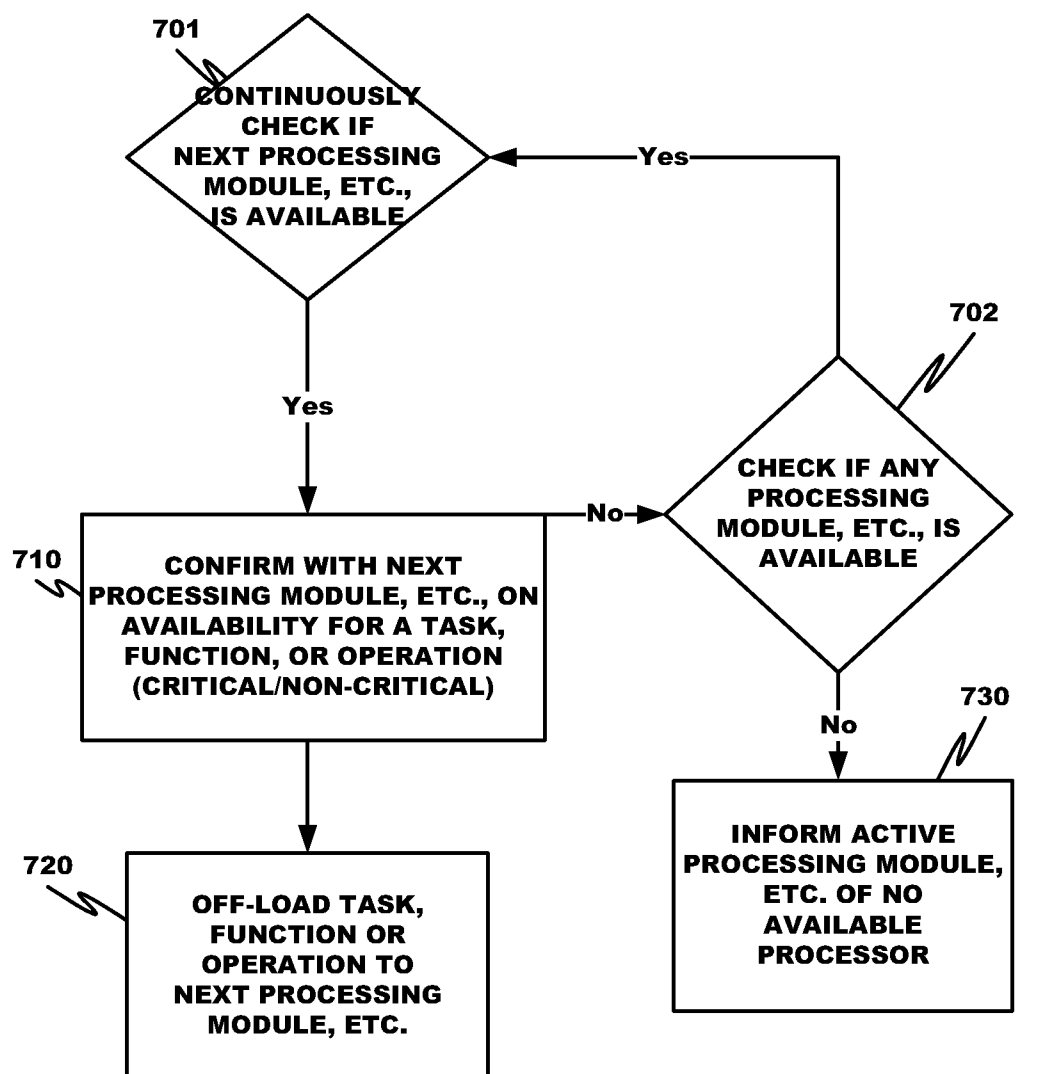 701
CONTINUOUSLY
CHECK IF
NEXT PROCESSING
MODULE, ETC.,
IS AVAILABLE
Yes
702
Yes
CHECK IF ANY
PROCESSING
MODULE, ETC., IS
AVAILABLE
No
710
CONFIRM WITH NEXT
PROCESSING MODULE, ETC., ON
AVAILABILITY FOR A TASK,
FUNCTION, OR OPERATION
(CRITICAL/NON-CRITICAL)
No
730
INFORM ACTIVE
PROCESSING MODULE,
ETC. OF NO
AVAILABLE
PROCESSOR
720
OFF-LOAD TASK,
FUNCTION OR
OPERATION TO
NEXT PROCESSING
MODULE, ETC.